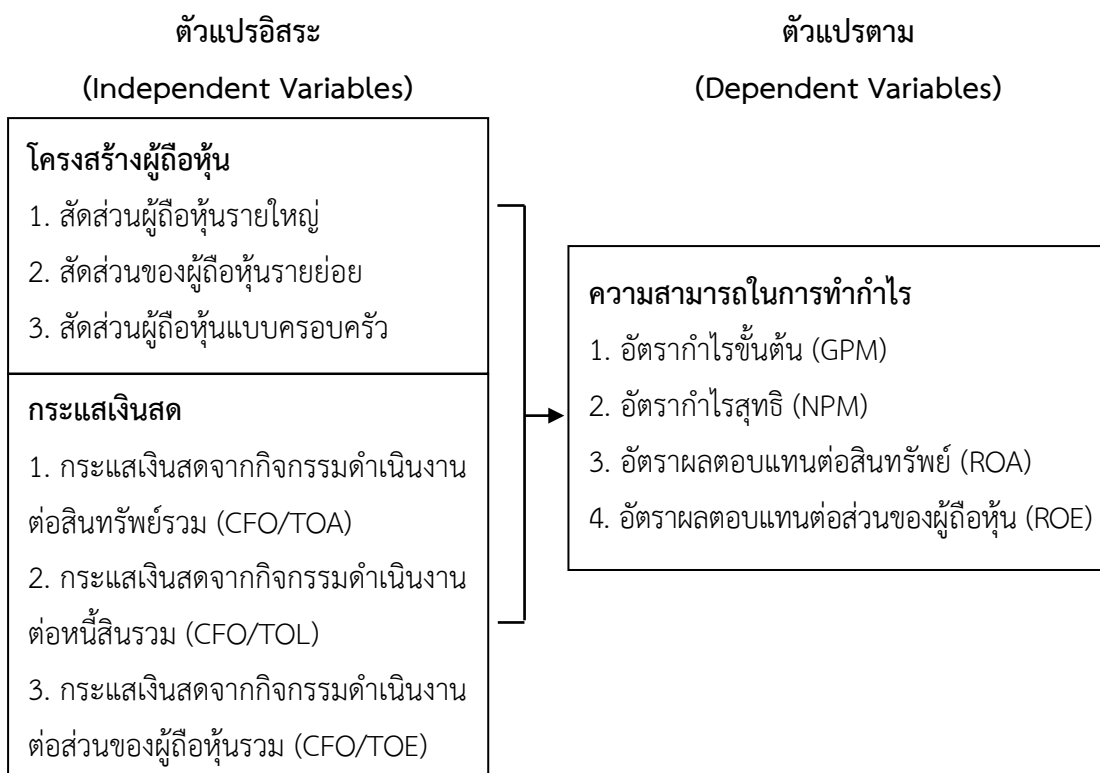 ตัวแปรอิสระ
(Independent Variables)
ตัวแปรตาม
(Dependent Variables)
โครงสร้างผู้ถือหุ้น
1. สัดส่วนผู้ถือหุ้นรายใหญ่
2. สัดส่วนของผู้ถือหุ้นรายย่อย
3. สัดส่วนผู้ถือหุ้นแบบครอบครัว
กระแสเงินสด
1. กระแสเงินสดจากกิจกรรมดำเนินงาน
ต่อสินทรัพย์รวม (CFO/TOA)
2. กระแสเงินสดจากกิจกรรมดำเนินงาน
ต่อหนี้สินรวม (CFO/TOL)
3. กระแสเงินสดจากกิจกรรมดำเนินงาน
ต่อส่วนของผู้ถือหุ้นรวม (CFO/TOE)
ความสามารถในการทำกำไร
1. อัตรากำไรขั้นต้น (GPM)
2. อัตรากำไรสุทธิ (NPM)
3. อัตราผลตอบแทนต่อสินทรัพย์ (ROA)
4. อัตราผลตอบแทนต่อส่วนของผู้ถือหุ้น (ROE)